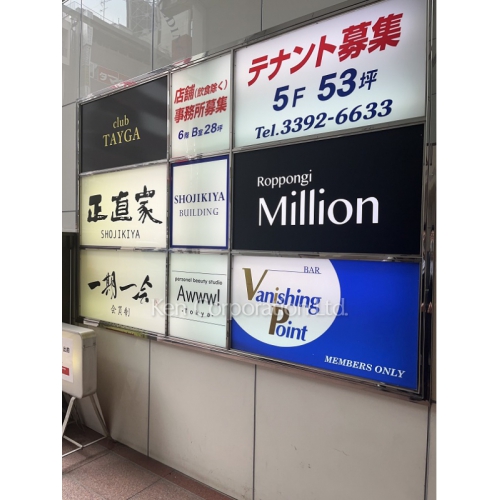 club
TAYGA
店舗(飲食除く)
事務所募集
6階 B室 28坪
テナント募集
5F 53坪
Tel.3392-6633
正直家
SHOJIKIYA
SHOJIKIYA
BUILDING
Roppongi
Million
一期一会
会員制
personal beauty studio
Awww!
.tokyo.
BAR
Vanishing
Point
MEMBERS ONLY
Ken Corporation Ltd.